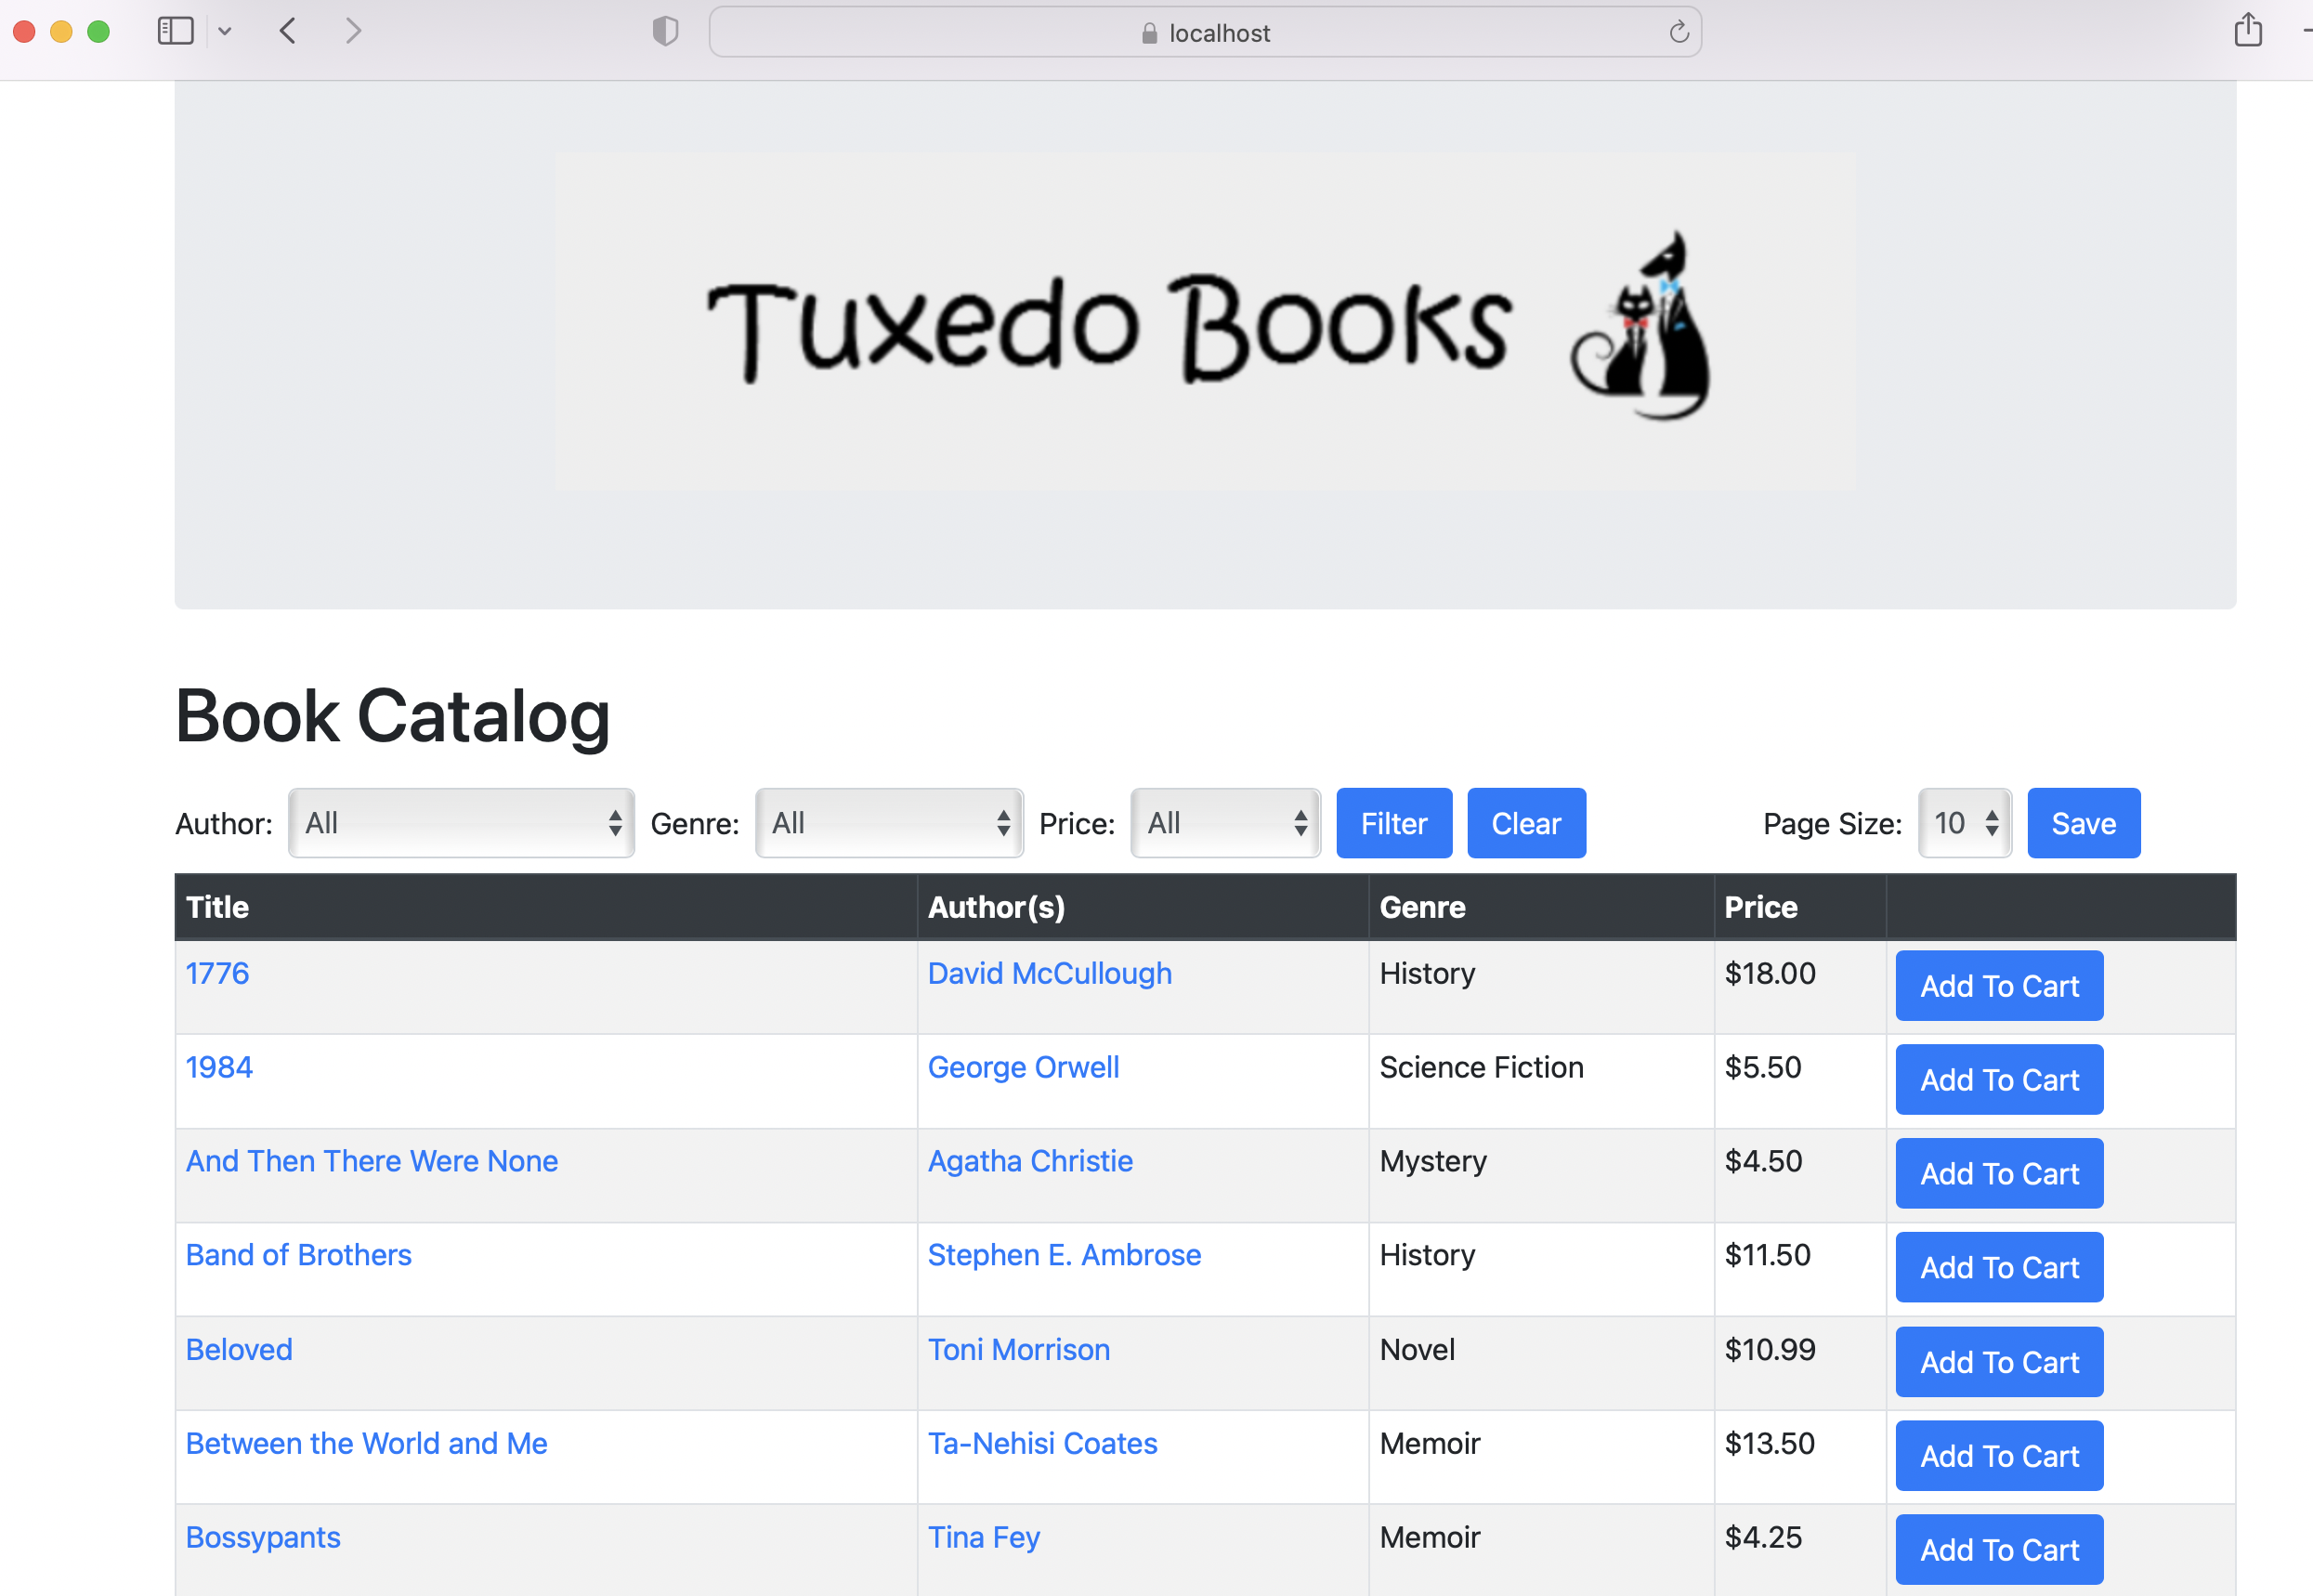 localhost
Tuxedo Books
Book Catalog
Author: All Genre: All Price: All Filter Clear Page Size: 10 Save
Title Author(s) Genre Price
1776 David McCullough History $18.00 Add To Cart
1984 George Orwell Science Fiction $5.50 Add To Cart
And Then There Were None Agatha Christie Mystery $4.50 Add To Cart
Band of Brothers Stephen E. Ambrose History $11.50 Add To Cart
Beloved Toni Morrison Novel $10.99 Add To Cart
Between the World and Me Ta-Nehisi Coates Memoir $13.50 Add To Cart
Bossypants Tina Fey Memoir $4.25 Add To Cart